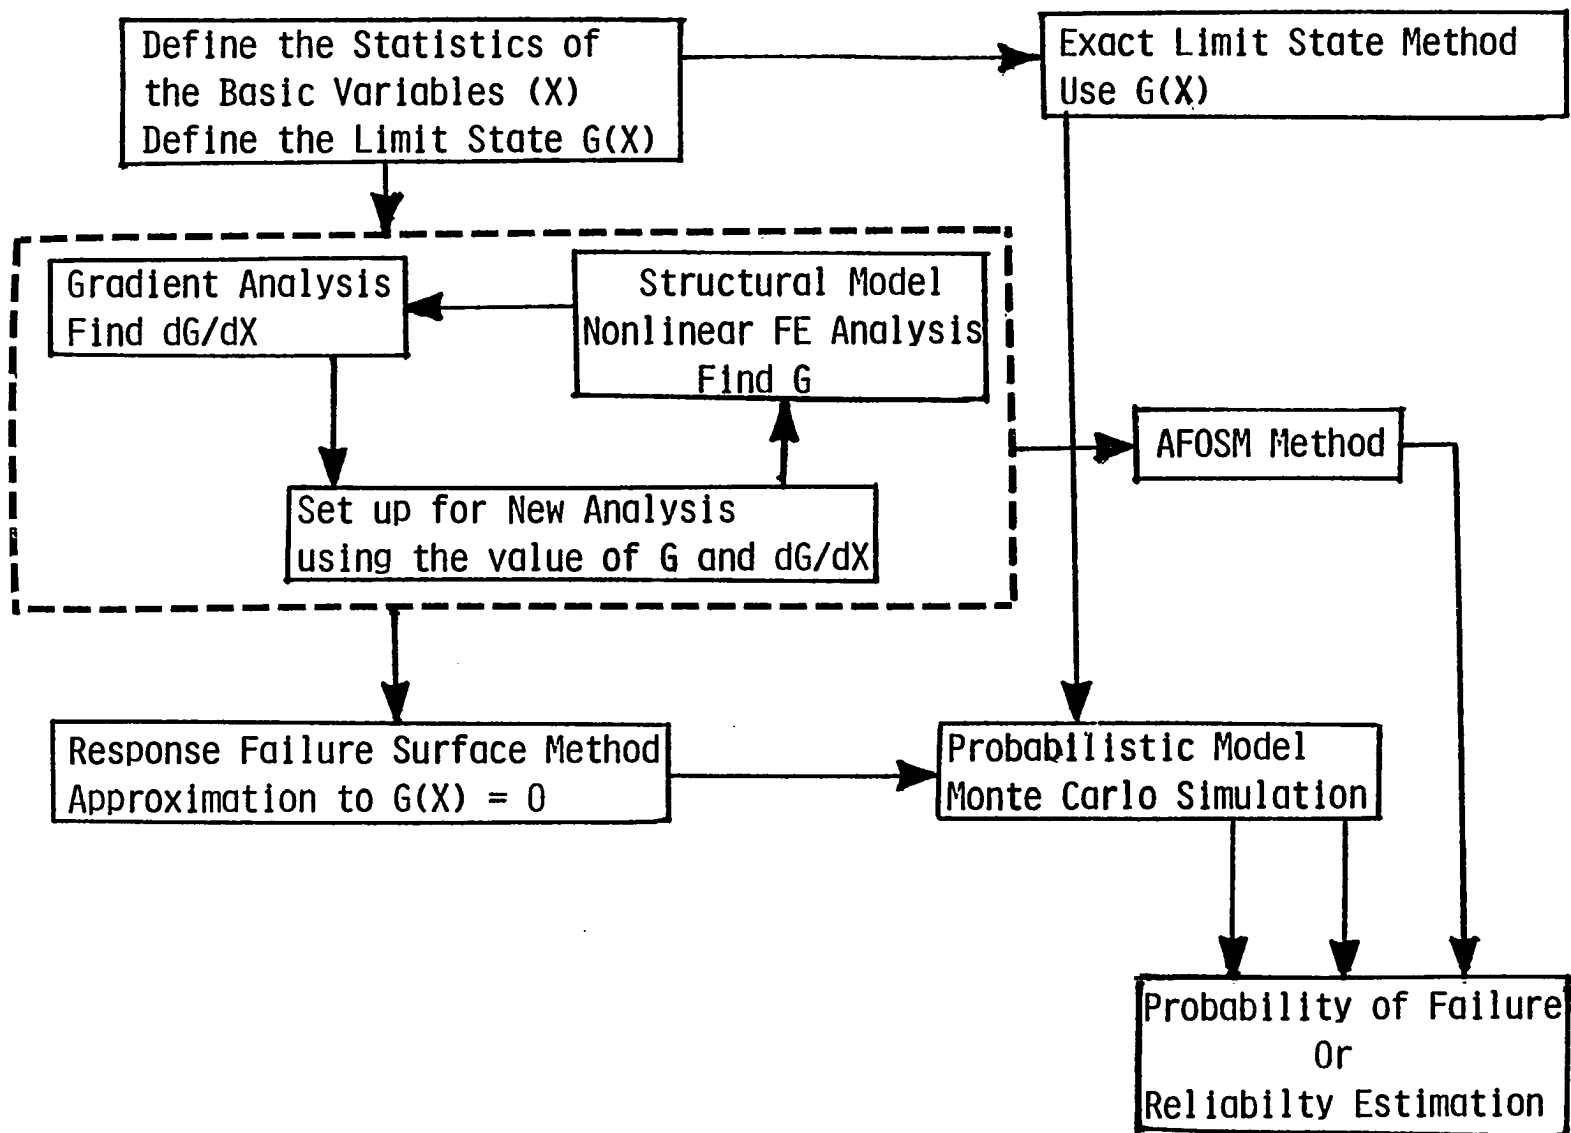 Define the Statistics of
the Basic Variables (X)
Define the Limit State G(X)
Exact Limit State Method
Use G(X)
Gradient Analysis
Find dG/dX
Structural Model
Nonlinear FE Analysis
Find G
Set up for New Analysis
using the value of G and dG/dX
AFOSM Method
Response Failure Surface Method
Approximation to G(X) = 0
Probabilistic Model
Monte Carlo Simulation
Probability of Failure
Or
Reliabilty Estimation